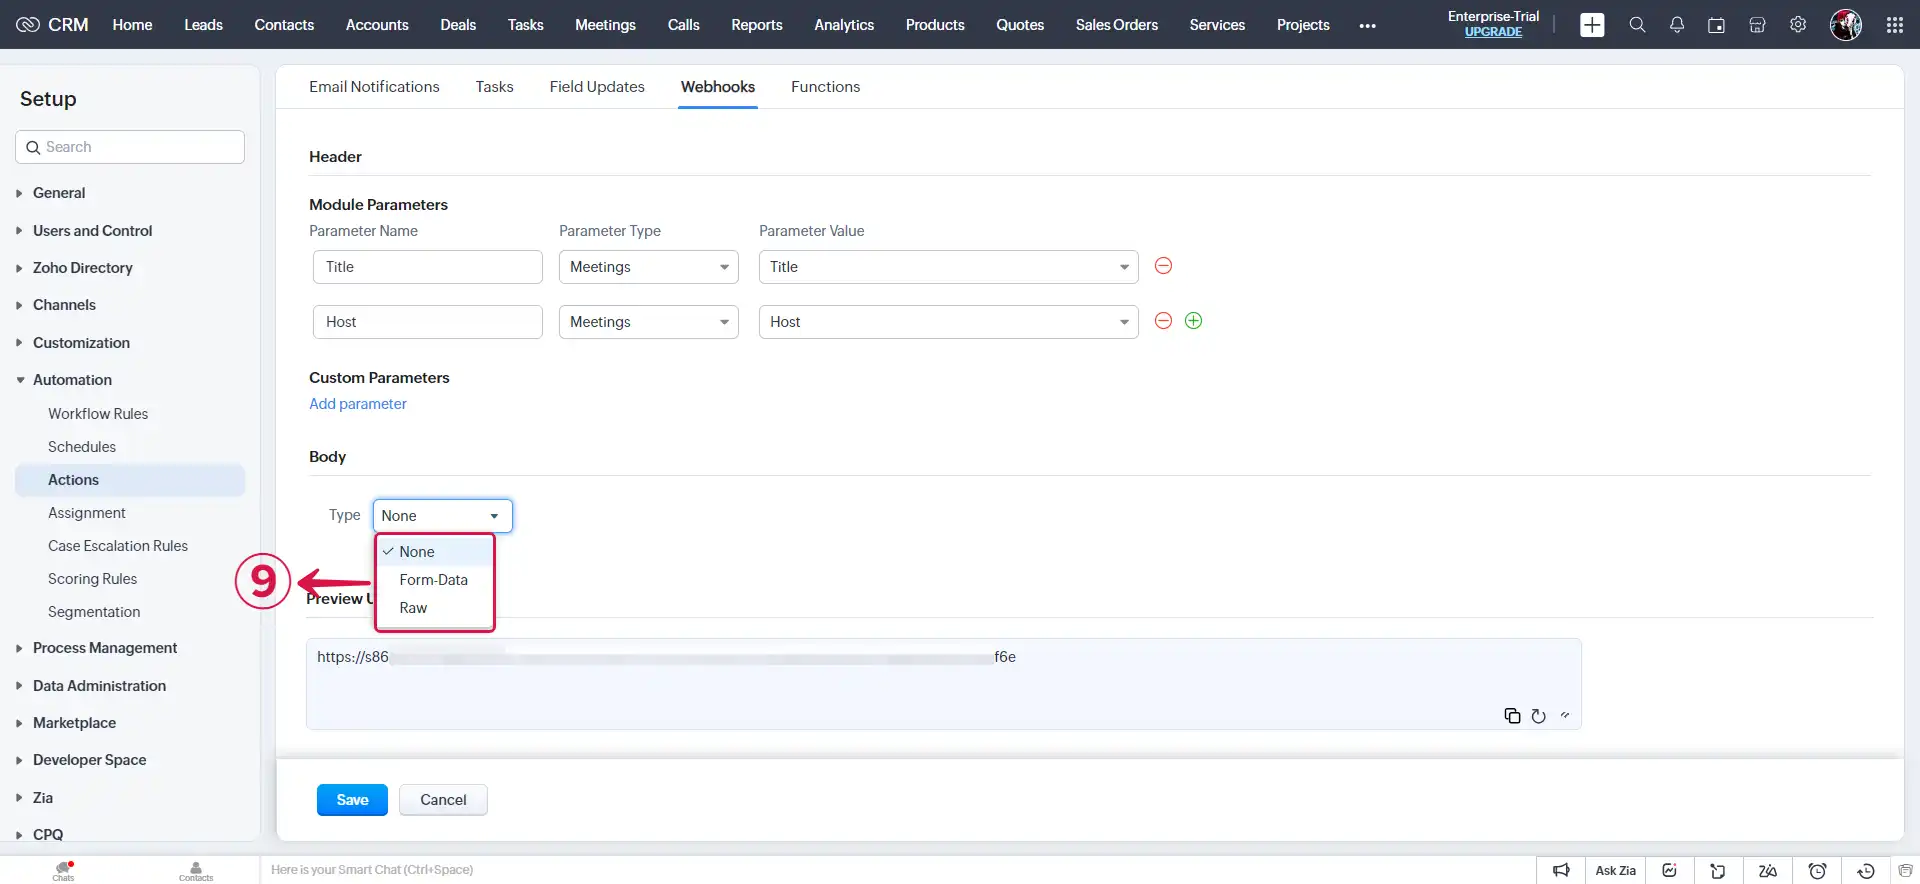 CRM Home Leads Contacts Accounts Deals Tasks Meetings Calls Reports Analytics Products Quotes Sales Orders Services Projects ••• Enterprise-Trial
UPGRADE
Setup
Search
General
Users and Control
Zoho Directory
Channels
Customization
Automation
Workflow Rules
Schedules
Actions
Assignment
Case Escalation Rules
Scoring Rules
Segmentation
Process Management
Data Administration
Marketplace
Developer Space
Zia
CPQ
Email Notifications Tasks Field Updates Webhooks Functions
Header
Module Parameters
Parameter Name Parameter Type Parameter Value
Title Meetings Title
Host Meetings Host
Custom Parameters
Add parameter
Body
Type None
None
Form-Data
Raw
9
Preview U
https://s86 f6e
Save Cancel
Chats Contacts Here is your Smart Chat (Ctrl+Space) Ask Zia